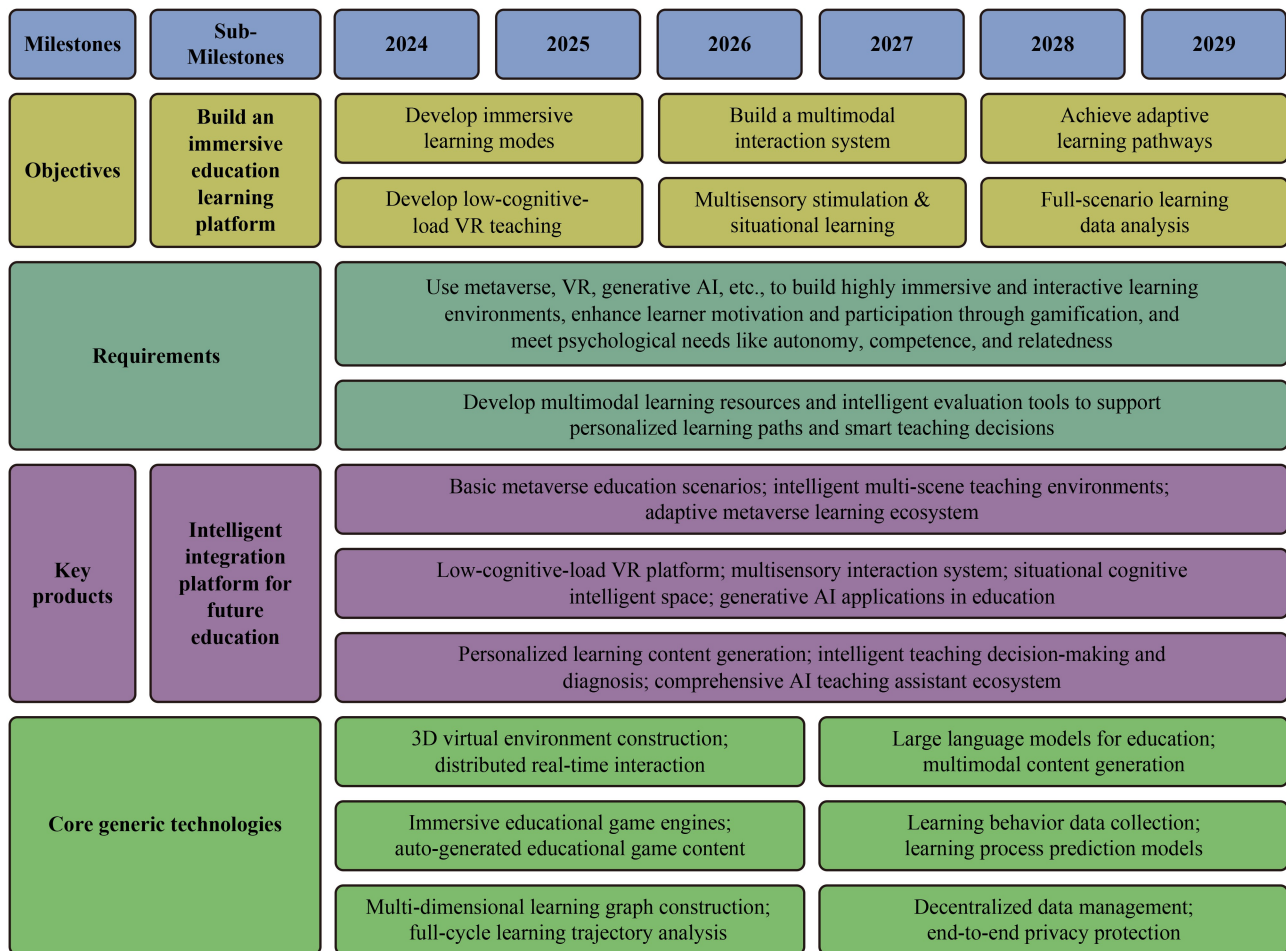 Milestones
Sub-
Milestones
2024
2025
2026
2027
2028
2029
Objectives
Build an
immersive
education
learning
platform
Develop immersive
learning modes
Build a multimodal
interaction system
Achieve adaptive
learning pathways
Develop low-cognitive-
load VR teaching
Multisensory stimulation &
situational learning
Full-scenario learning
data analysis
Requirements
Use metaverse, VR, generative AI, etc., to build highly immersive and interactive learning
environments, enhance learner motivation and participation through gamification, and
meet psychological needs like autonomy, competence, and relatedness
Develop multimodal learning resources and intelligent evaluation tools to support
personalized learning paths and smart teaching decisions
Key
products
Intelligent
integration
platform for
future
education
Basic metaverse education scenarios; intelligent multi-scene teaching environments;
adaptive metaverse learning ecosystem
Low-cognitive-load VR platform; multisensory interaction system; situational cognitive
intelligent space; generative AI applications in education
Personalized learning content generation; intelligent teaching decision-making and
diagnosis; comprehensive AI teaching assistant ecosystem
Core generic technologies
3D virtual environment construction;
distributed real-time interaction
Large language models for education;
multimodal content generation
Immersive educational game engines;
auto-generated educational game content
Learning behavior data collection;
learning process prediction models
Multi-dimensional learning graph construction;
full-cycle learning trajectory analysis
Decentralized data management;
end-to-end privacy protection